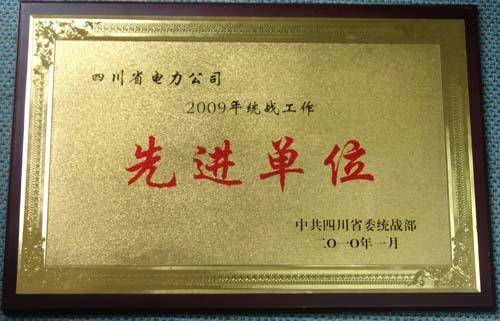 四川省电力公司
2009年统战工作
先进单位
中共四川省委统战部
二〇一〇年一月